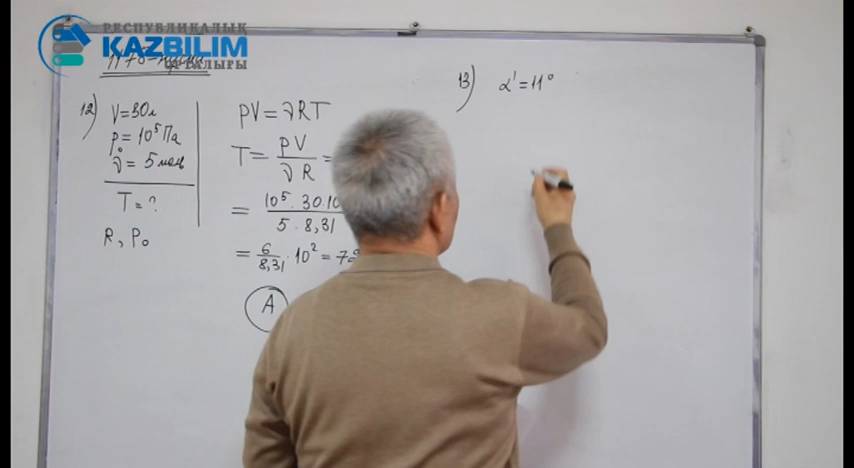 РЕСПУБЛИКАЛЫҚ
KAZBILIM
ОРТАЛЫҒЫ
12)
V=30л
p₀=10⁵Па
ν=5моль
T=?
R, P₀
pV=νRT
T=pV/νR=
=10⁵·30·10/5·8,31
=6/8,31·10²=72
A
13) α'=11°